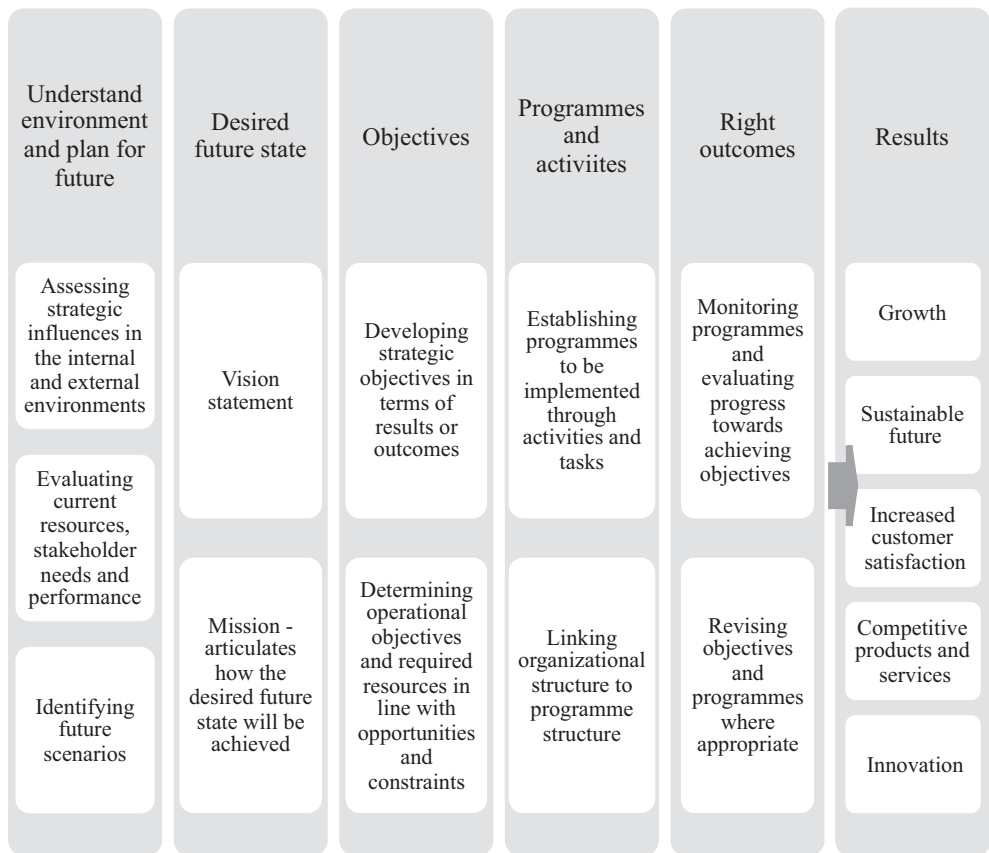 Understand
environment
and plan for
future
Assessing
strategic
influences in
the internal
and external
environments
Evaluating
current
resources,
stakeholder
needs and
performance
Identifying
future
scenarios
Desired
future state
Vision
statement
Mission -
articulates
how the
desired future
state will be
achieved
Objectives
Developing
strategic
objectives in
terms of
results or
outcomes
Determining
operational
objectives
and required
resources in
line with
opportunities
and
constraints
Programmes
and
activiites
Establishing
programmes
to be
implemented
through
activities and
tasks
Linking
organizational
structure to
programme
structure
Right
outcomes
Monitoring
programmes
and
evaluating
progress
towards
achieving
objectives
Revising
objectives
and
programmes
where
appropriate
Results
Growth
Sustainable
future
Increased
customer
satisfaction
Competitive
products and
services
Innovation